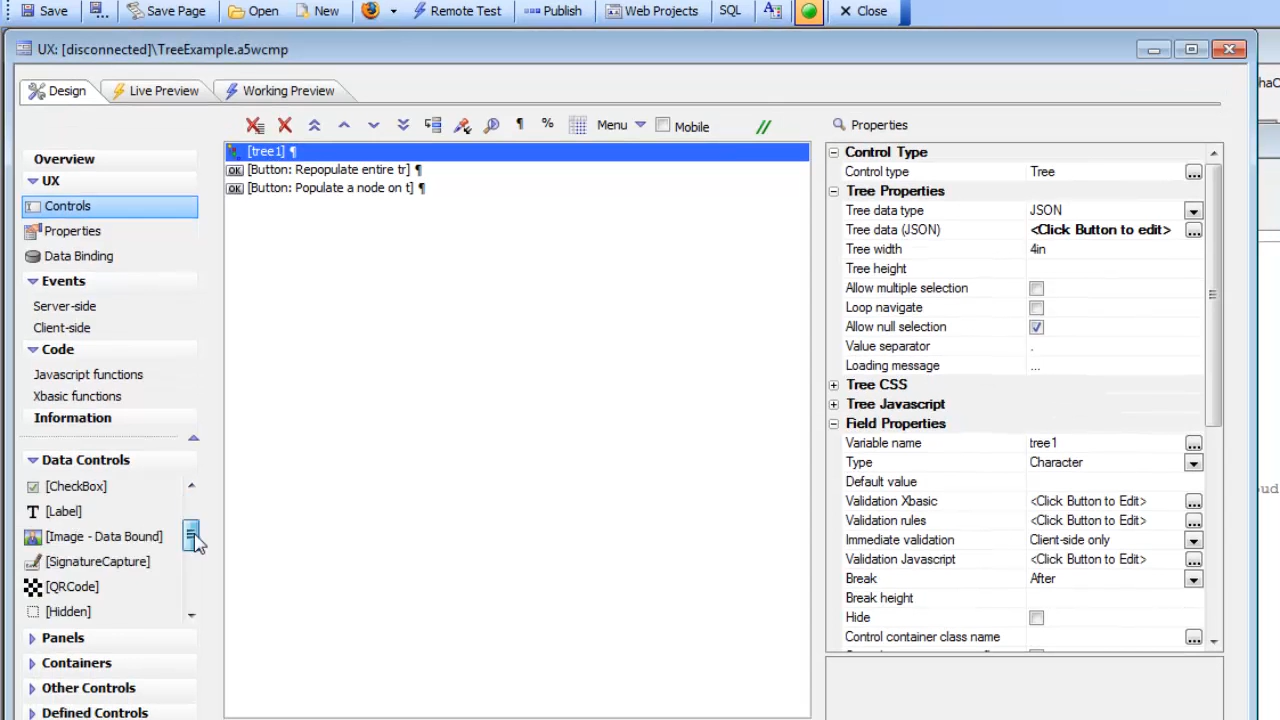 Save Save Page Open New Remote Test Publish Web Projects SQL Close
UX: [disconnected]\TreeExample.a5wcmp
Design Live Preview Working Preview
¶ % Menu Mobile // Properties
Overview
UX
Controls
Properties
Data Binding
Events
Server-side
Client-side
Code
Javascript functions
Xbasic functions
Information
Data Controls
[CheckBox]
[Label]
[Image - Data Bound]
[SignatureCapture]
[QRCode]
[Hidden]
Panels
Containers
Other Controls
Defined Controls
[tree1] ¶
OK [Button: Repopulate entire tr] ¶
OK [Button: Populate a node on t] ¶
Control Type
Control type Tree ...
Tree Properties
Tree data type JSON
Tree data (JSON) <Click Button to edit> ...
Tree width 4in
Tree height
Allow multiple selection
Loop navigate
Allow null selection
Value separator .
Loading message ...
Tree CSS
Tree Javascript
Field Properties
Variable name tree1 ...
Type Character
Default value
Validation Xbasic <Click Button to Edit> ...
Validation rules <Click Button to Edit> ...
Immediate validation Client-side only
Validation Javascript <Click Button to Edit> ...
Break After
Break height
Hide
Control container class name ...